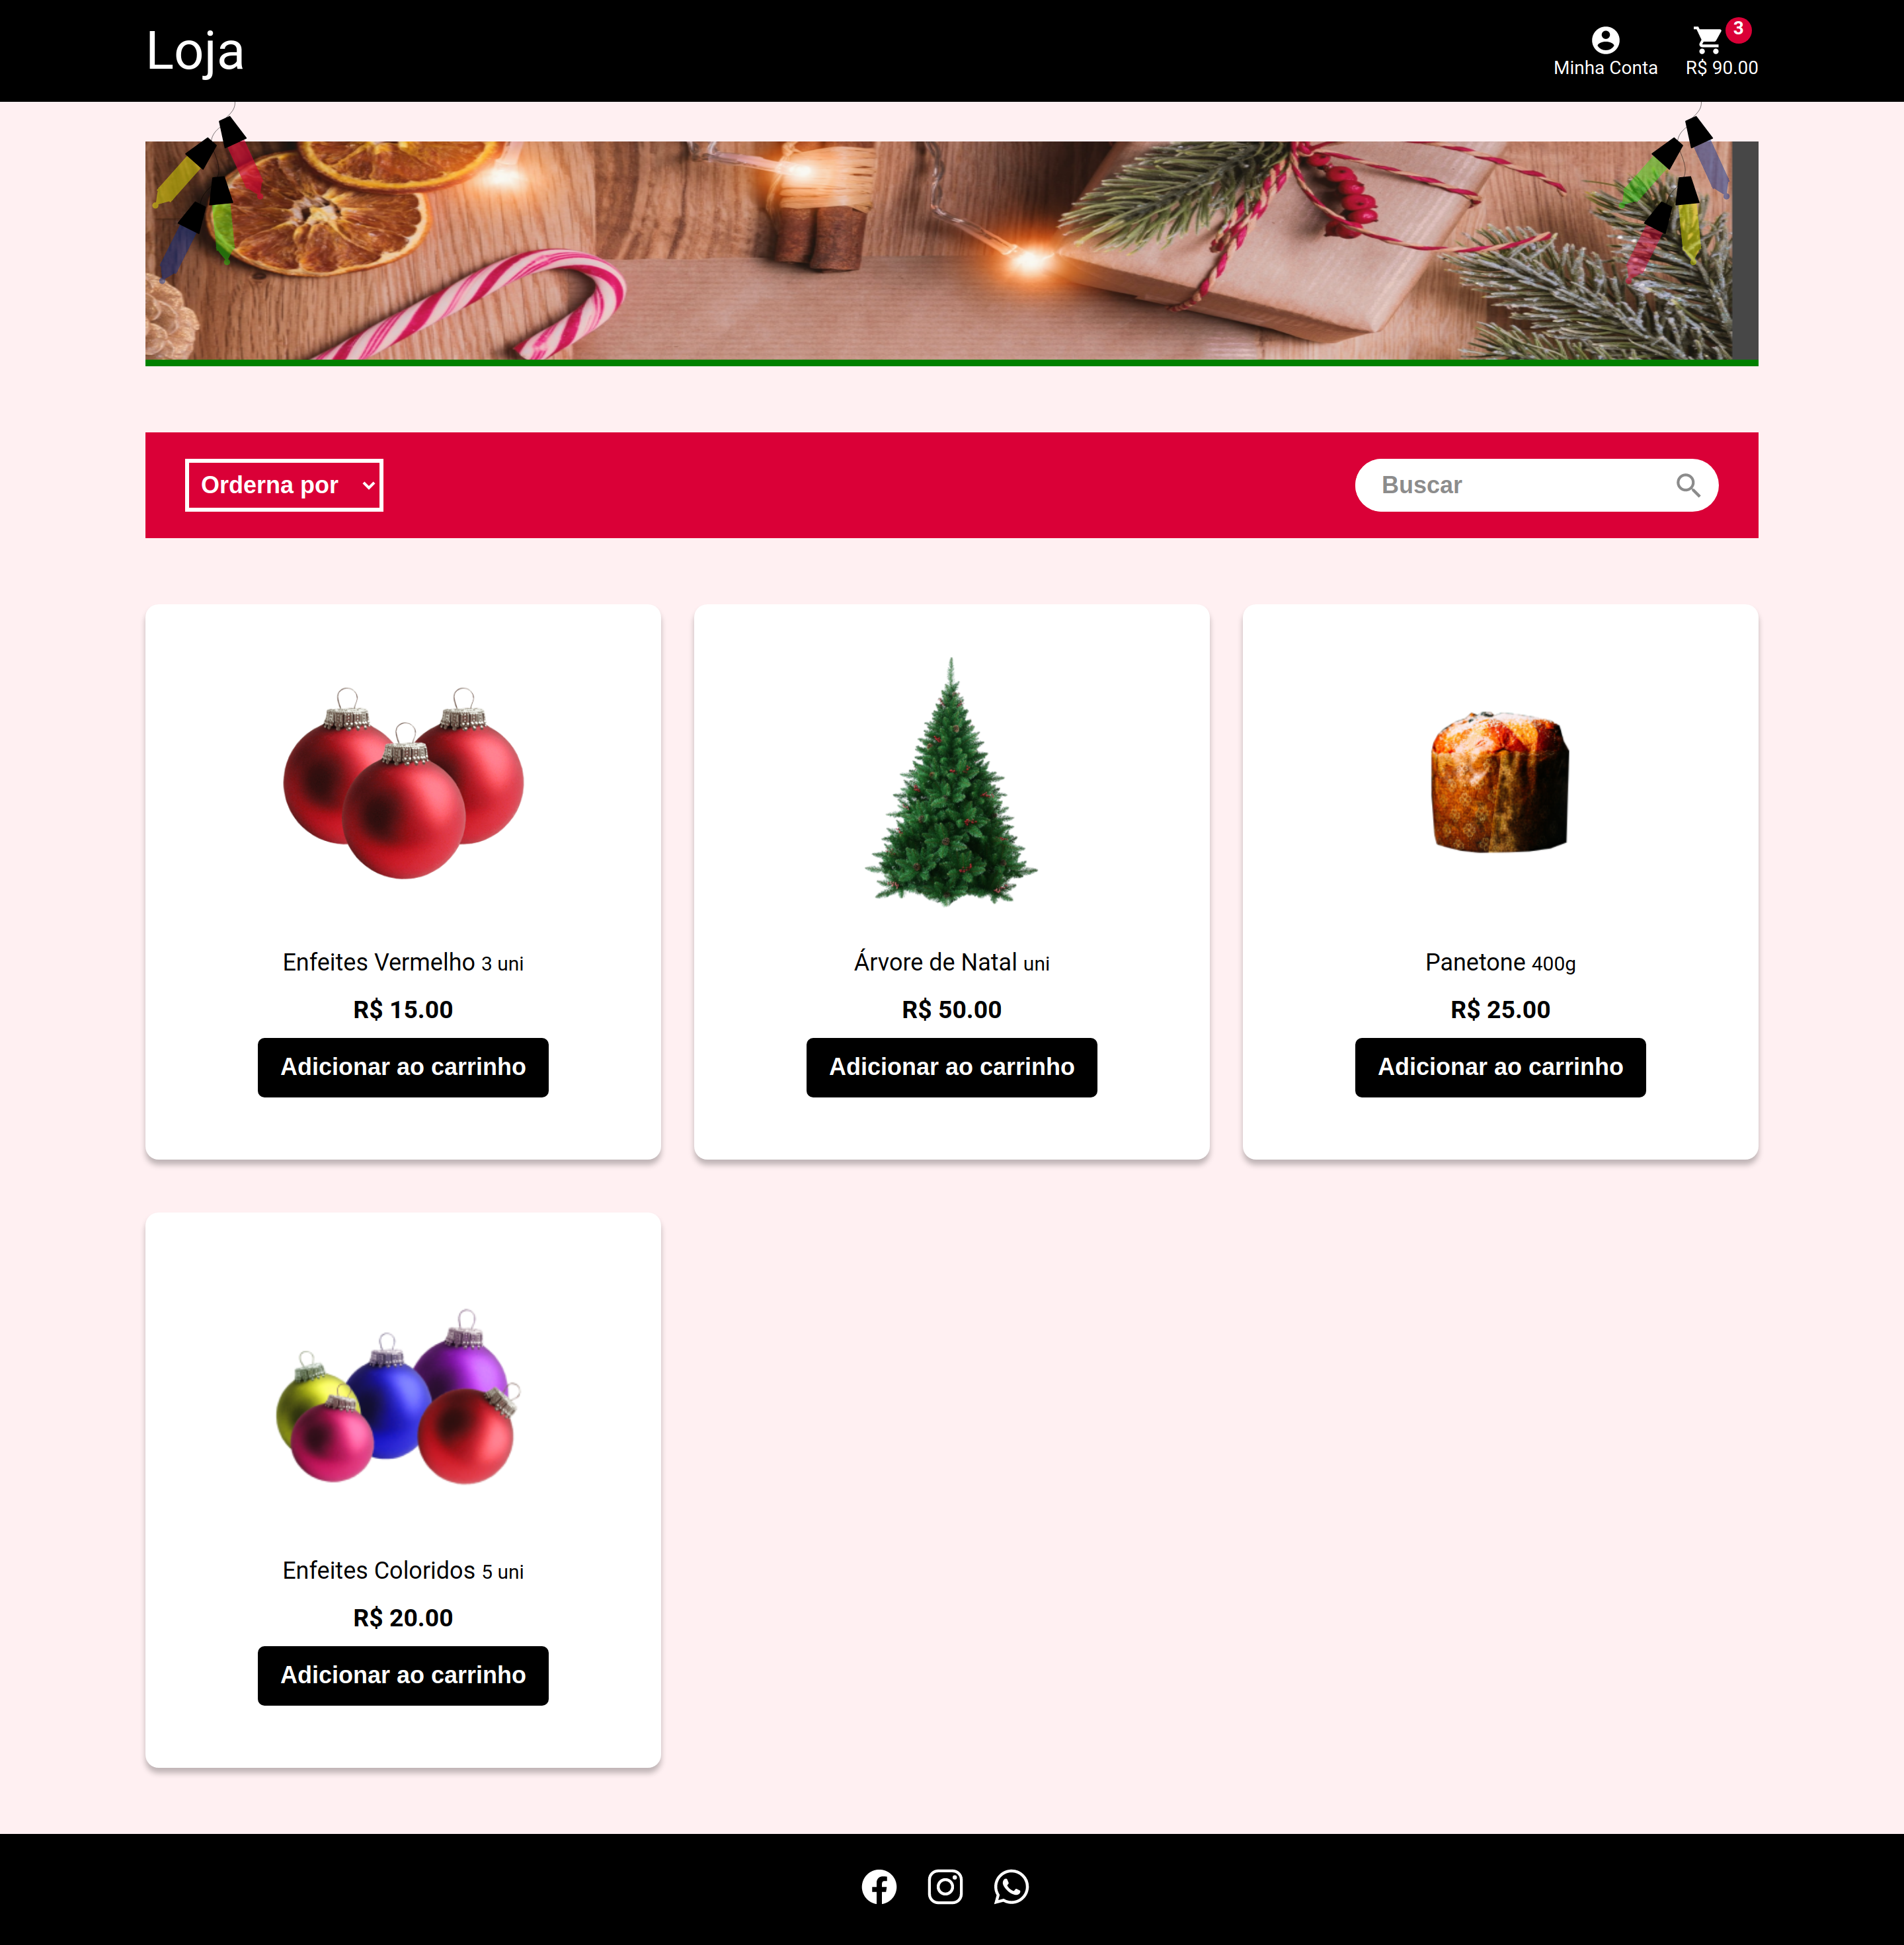 Loja
3
Minha Conta
R$ 90.00
Orderna por
Buscar
Enfeites Vermelho 3 uni
R$ 15.00
Adicionar ao carrinho
Árvore de Natal uni
R$ 50.00
Adicionar ao carrinho
Panetone 400g
R$ 25.00
Adicionar ao carrinho
Enfeites Coloridos 5 uni
R$ 20.00
Adicionar ao carrinho